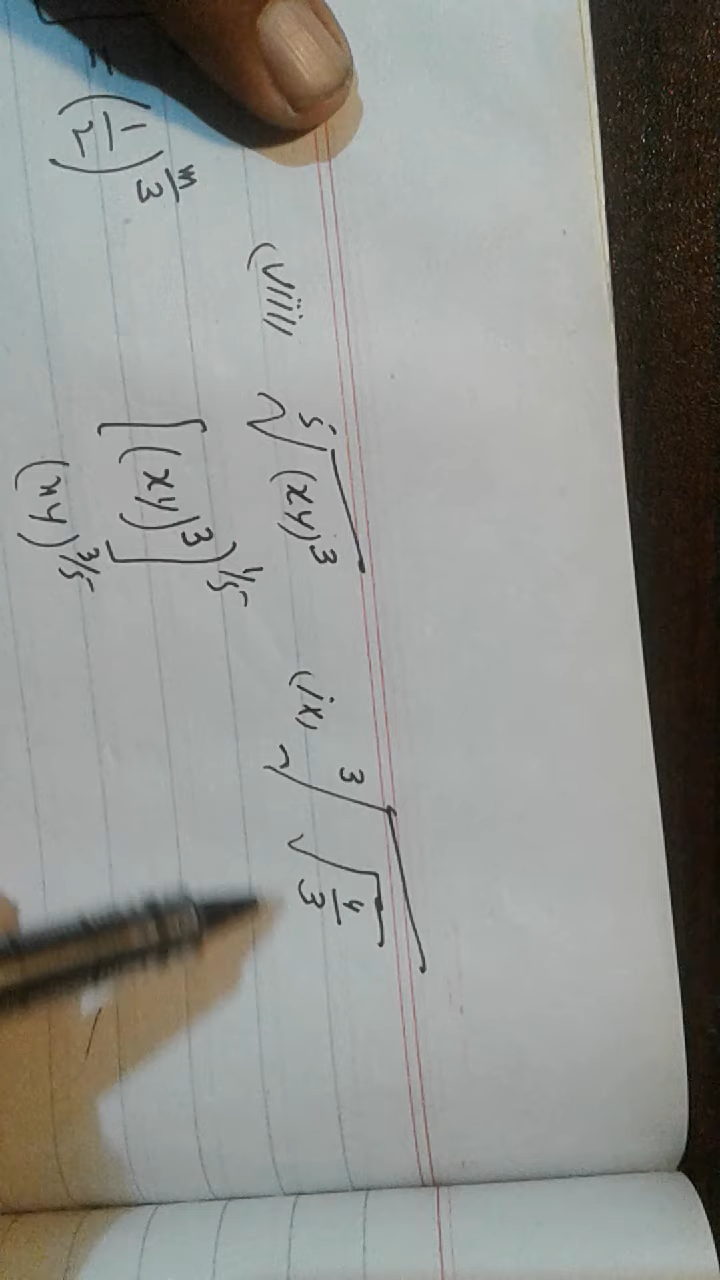 = (1/2)^(m/3)
(viii) ⁵√(xy)³
[(xy)³]^1/5
(xy)^3/5
(ix) ³√(√(4/3))